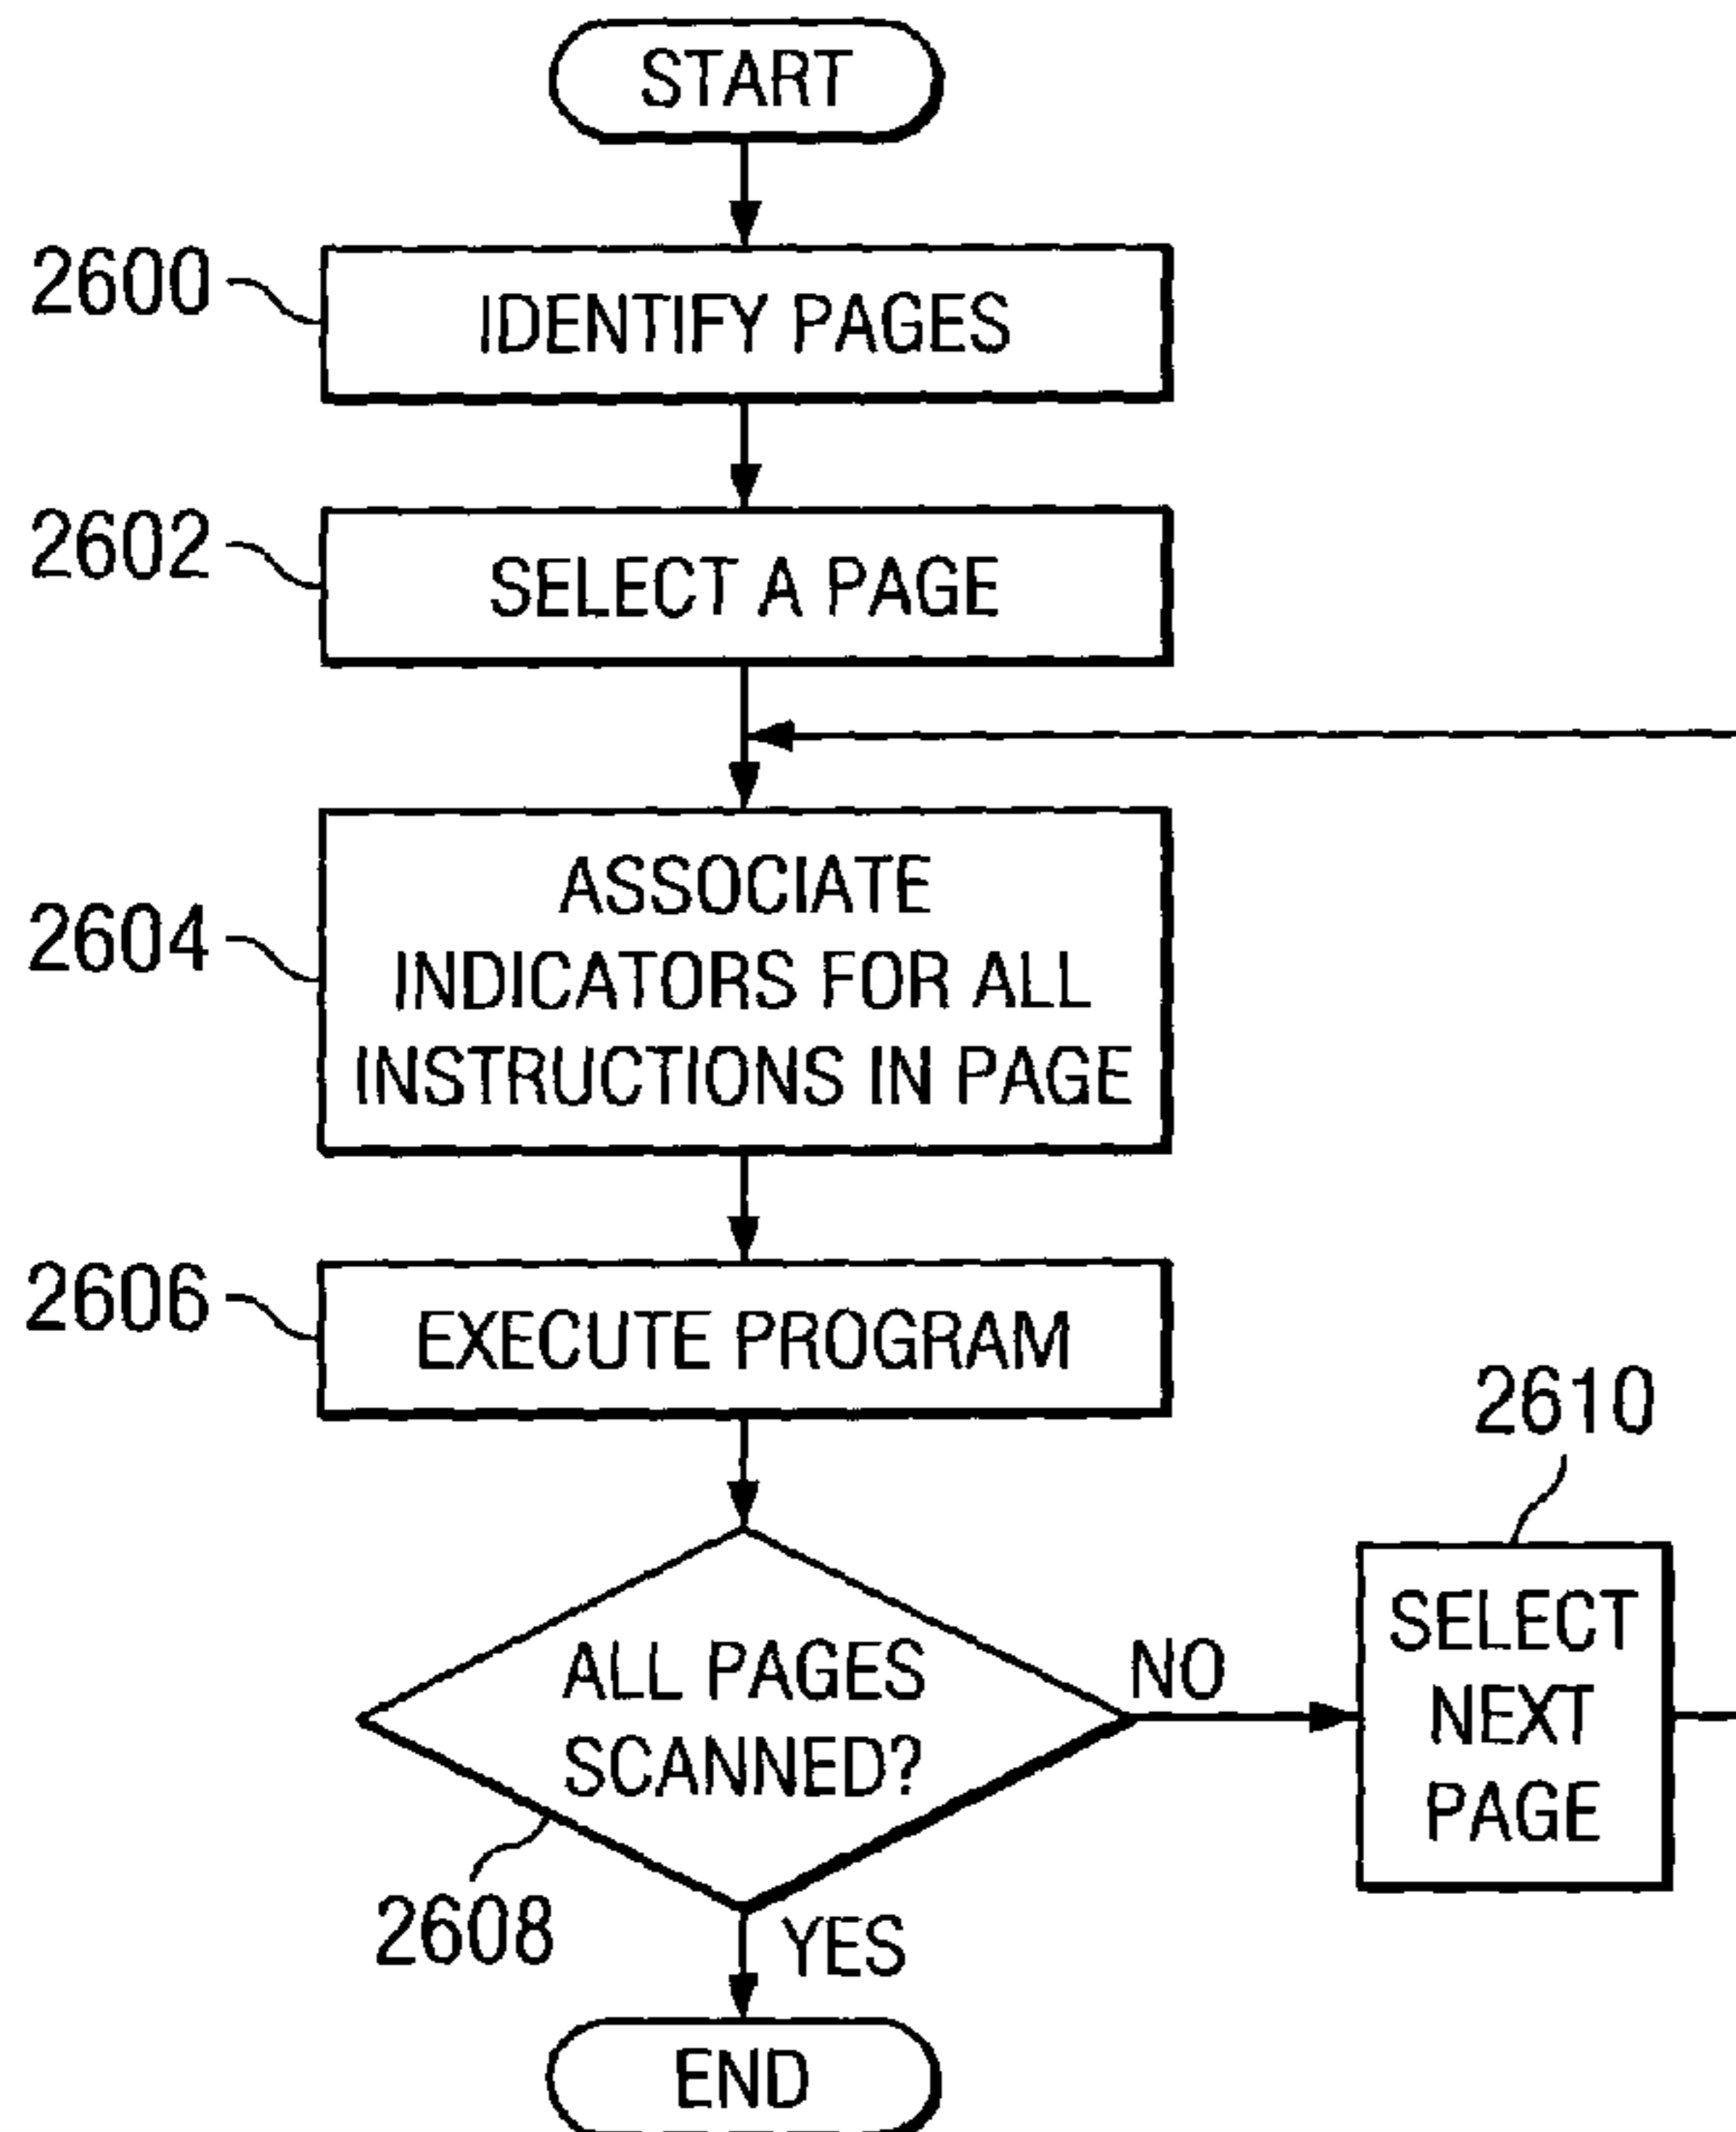 START
2600
IDENTIFY PAGES
2602
SELECT A PAGE
2604
ASSOCIATE
INDICATORS FOR ALL
INSTRUCTIONS IN PAGE
2606
EXECUTE PROGRAM
2608
ALL PAGES
SCANNED?
NO
2610
SELECT
NEXT
PAGE
YES
END